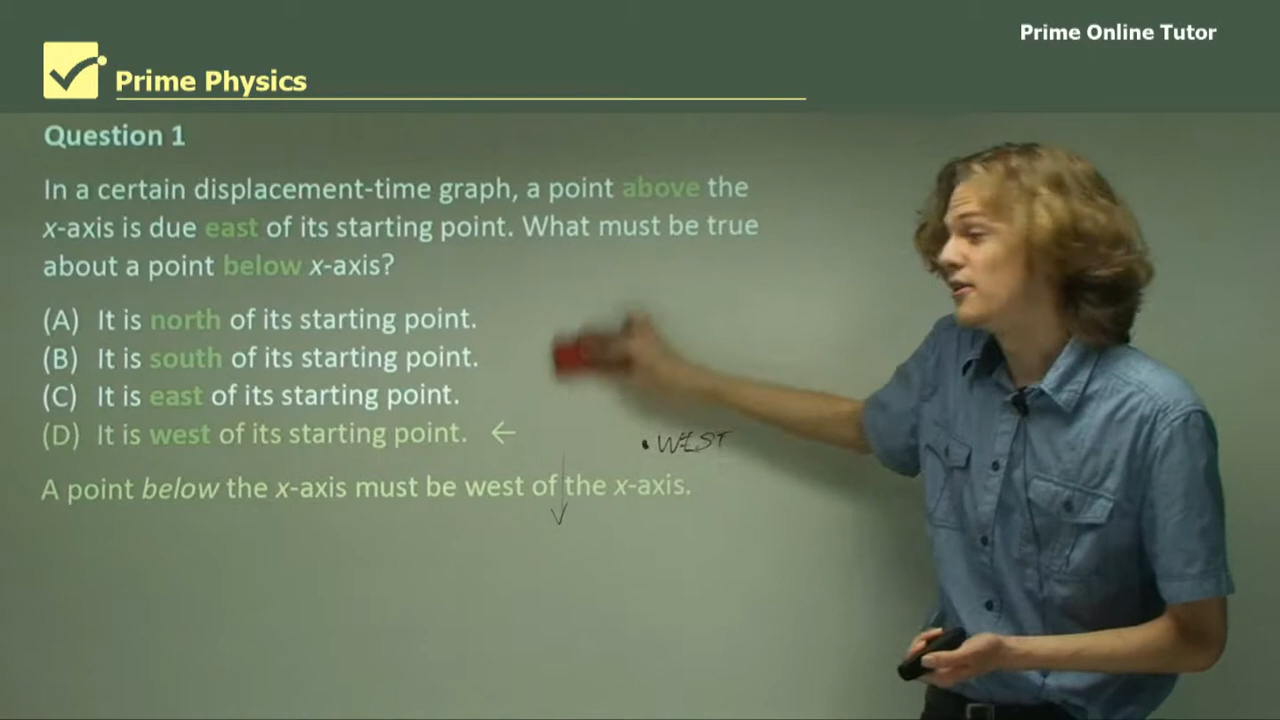 Prime Online Tutor
Prime Physics
Question 1
In a certain displacement-time graph, a point above the
x-axis is due east of its starting point. What must be true
about a point below x-axis?
(A) It is north of its starting point.
(B) It is south of its starting point.
(C) It is east of its starting point.
(D) It is west of its starting point. ←
• WEST
A point below the x-axis must be west of the x-axis.